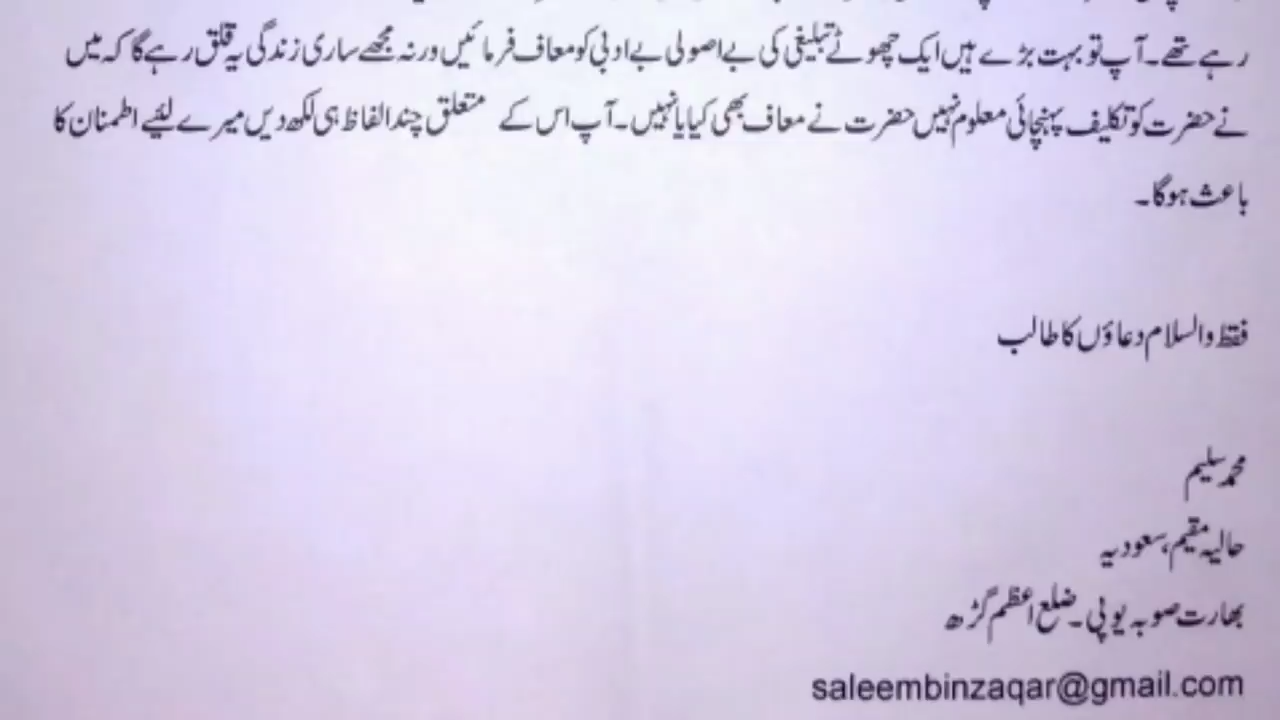 رہے تھے۔ آپ تو بہت بڑے ہیں ایک چھوٹے تبلیغی کی بے اصولی بے ادبی کو معاف فرمائیں ورنہ مجھے ساری زندگی یہ قلق رہے گا کہ میں
نے حضرت کو تکلیف پہنچائی معلوم نہیں حضرت نے معاف بھی کیا یا نہیں۔ آپ اس کے متعلق چند الفاظ ہی لکھ دیں میرے لئیے اطمنان کا
باعث ہوگا۔
فقط والسلام دعاؤں کا طالب
محمد سلیم
حالیہ مقیم، سعودیہ
بھارت صوبہ یوپی۔ ضلع اعظم گڑھ
saleembinzaqar@gmail.com